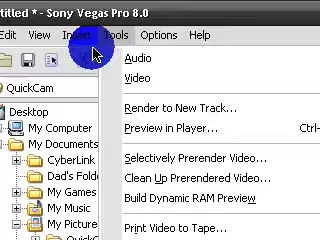 ntitled * - Sony Vegas Pro 8.0
Edit View Insert Tools Options Help
QuickCam
Desktop
My Computer
My Documents
CyberLink
Dad's Folde
My Games
My Music
My Picture
QuickC
Audio
Video
Render to New Track...
Preview in Player... Ctrl-
Selectively Prerender Video...
Clean Up Prerendered Video...
Build Dynamic RAM Preview
Print Video to Tape...